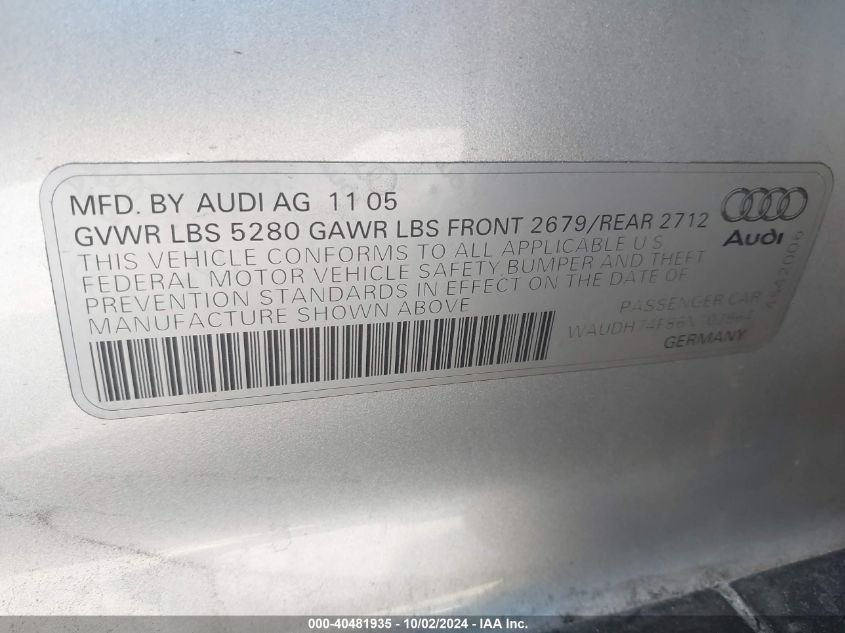 MFD. BY AUDI AG 11 05
GVWR LBS 5280 GAWR LBS FRONT 2679/REAR 2712
THIS VEHICLE CONFORMS TO ALL APPLICABLE U S
FEDERAL MOTOR VEHICLE SAFETY, BUMPER AND THEFT
PREVENTION STANDARDS IN EFFECT ON THE DATE OF
MANUFACTURE SHOWN ABOVE
Audi
PASSENGER CAR
GERMANY
000-40481935 - 10/02/2024 - IAA Inc.